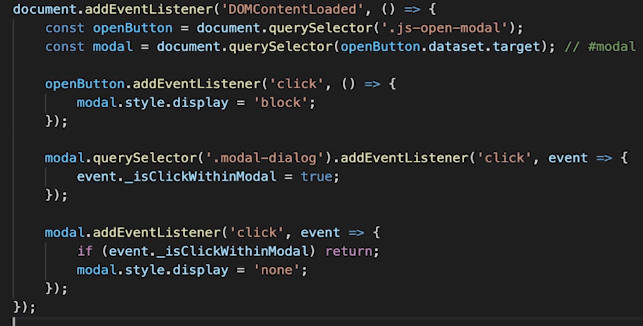 document.addEventListener('DOMContentLoaded', () => {
    const openButton = document.querySelector('.js-open-modal');
    const modal = document.querySelector(openButton.dataset.target); // #modal

    openButton.addEventListener('click', () => {
        modal.style.display = 'block';
    });

    modal.querySelector('.modal-dialog').addEventListener('click', event => {
        event._isClickWithinModal = true;
    });

    modal.addEventListener('click', event => {
        if (event._isClickWithinModal) return;
        modal.style.display = 'none';
    });
});